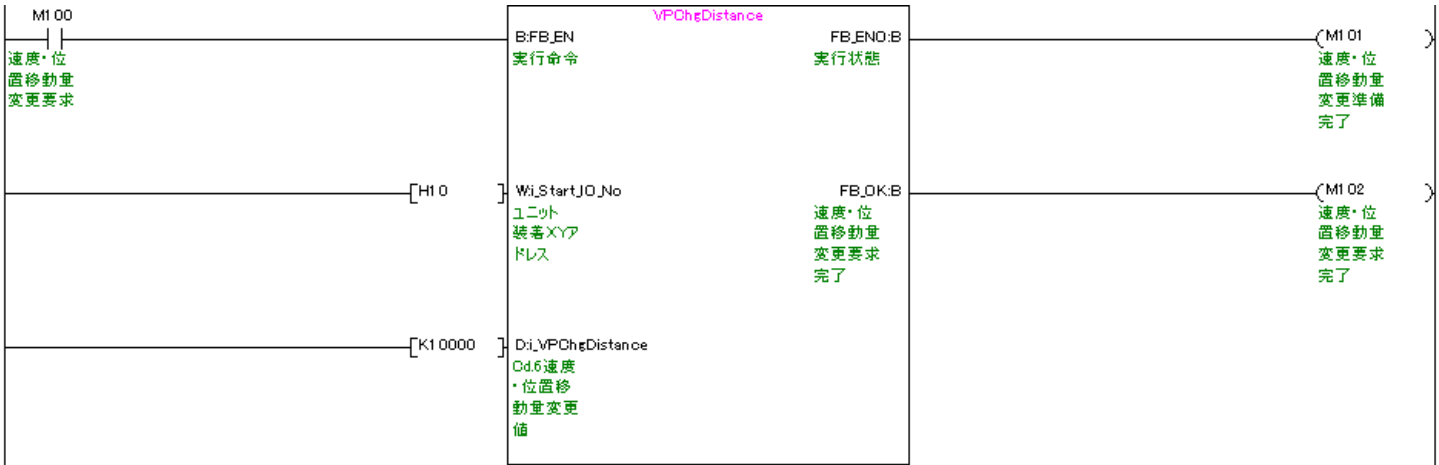 M100
VPChgDistance
B:FB_EN
FB_ENO:B
M101
速度・位
置移動量
変更要求
実行命令
実行状態
速度・位
置移動量
変更準備
完了
[H10 ]
W:i_Start_IO_No
FB_OK:B
M102
ユニット
装着XYア
ドレス
速度・位
置移動量
変更要求
完了
速度・位
置移動量
変更要求
完了
[K10000 ]
D:i_VPChgDistance
Cd.6速度
・位置移
動量変更
値